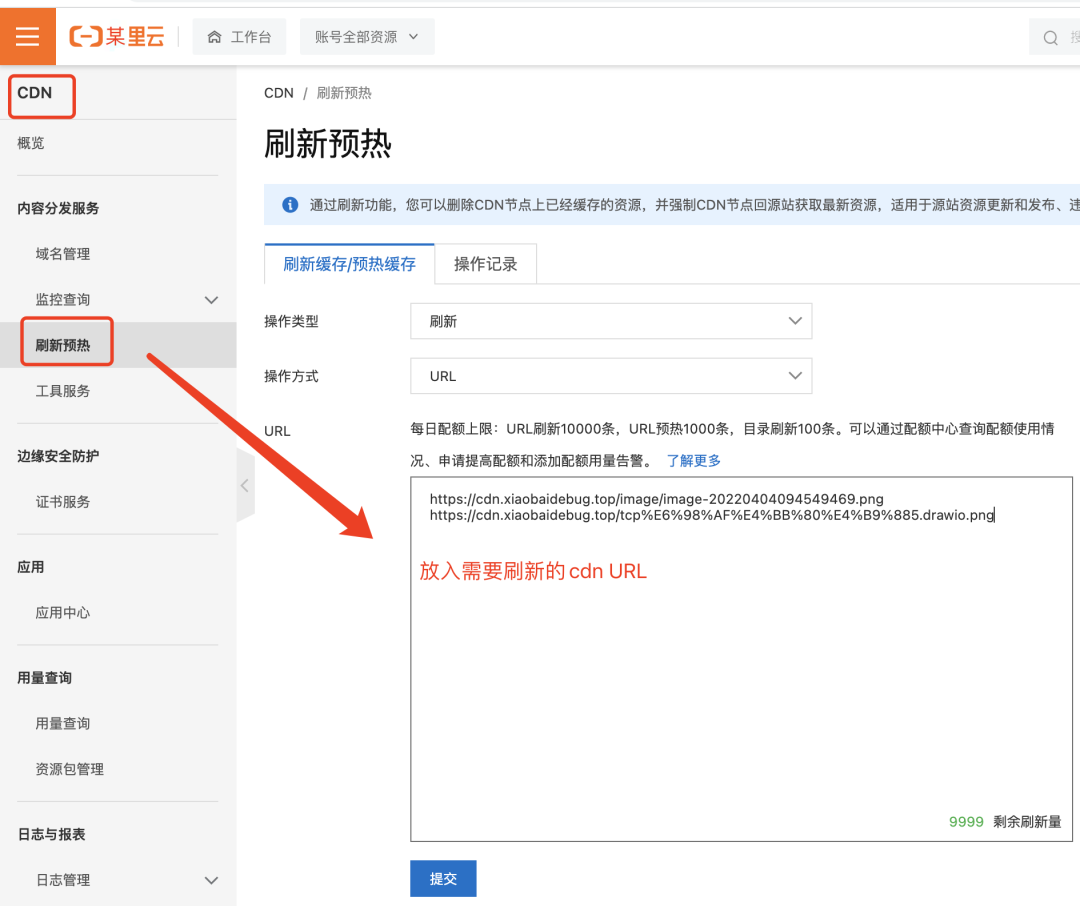 某里云
工作台
账号全部资源
搜
CDN
概览
内容分发服务
域名管理
监控查询
刷新预热
工具服务
边缘安全防护
证书服务
应用
应用中心
用量查询
用量查询
资源包管理
日志与报表
日志管理
CDN / 刷新预热
刷新预热
通过刷新功能，您可以删除CDN节点上已经缓存的资源，并强制CDN节点回源站获取最新资源，适用于源站资源更新和发布、违
刷新缓存/预热缓存
操作记录
操作类型
刷新
操作方式
URL
URL
每日配额上限：URL刷新10000条，URL预热1000条，目录刷新100条。可以通过配额中心查询配额使用情
况、申请提高配额和添加配额用量告警。 了解更多
https://cdn.xiaobaidebug.top/image/image-20220404094549469.png
https://cdn.xiaobaidebug.top/tcp%E6%98%AF%E4%BB%80%E4%B9%885.drawio.png
放入需要刷新的cdn URL
9999 剩余刷新量
提交